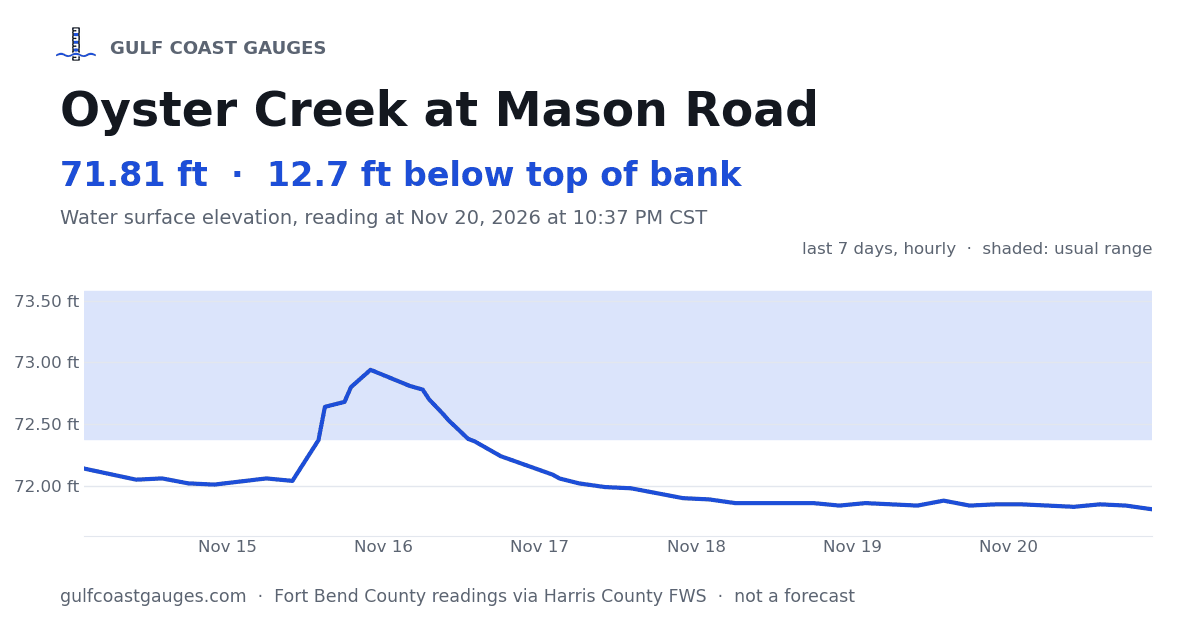 GULF COAST GAUGES
Oyster Creek at Mason Road
71.81 ft · 12.7 ft below top of bank
Water surface elevation, reading at Nov 20, 2026 at 10:37 PM CST
last 7 days, hourly · shaded: usual range
73.50 ft
73.00 ft
72.50 ft
72.00 ft
Nov 15 Nov 16 Nov 17 Nov 18 Nov 19 Nov 20
gulfcoastgauges.com · Fort Bend County readings via Harris County FWS · not a forecast